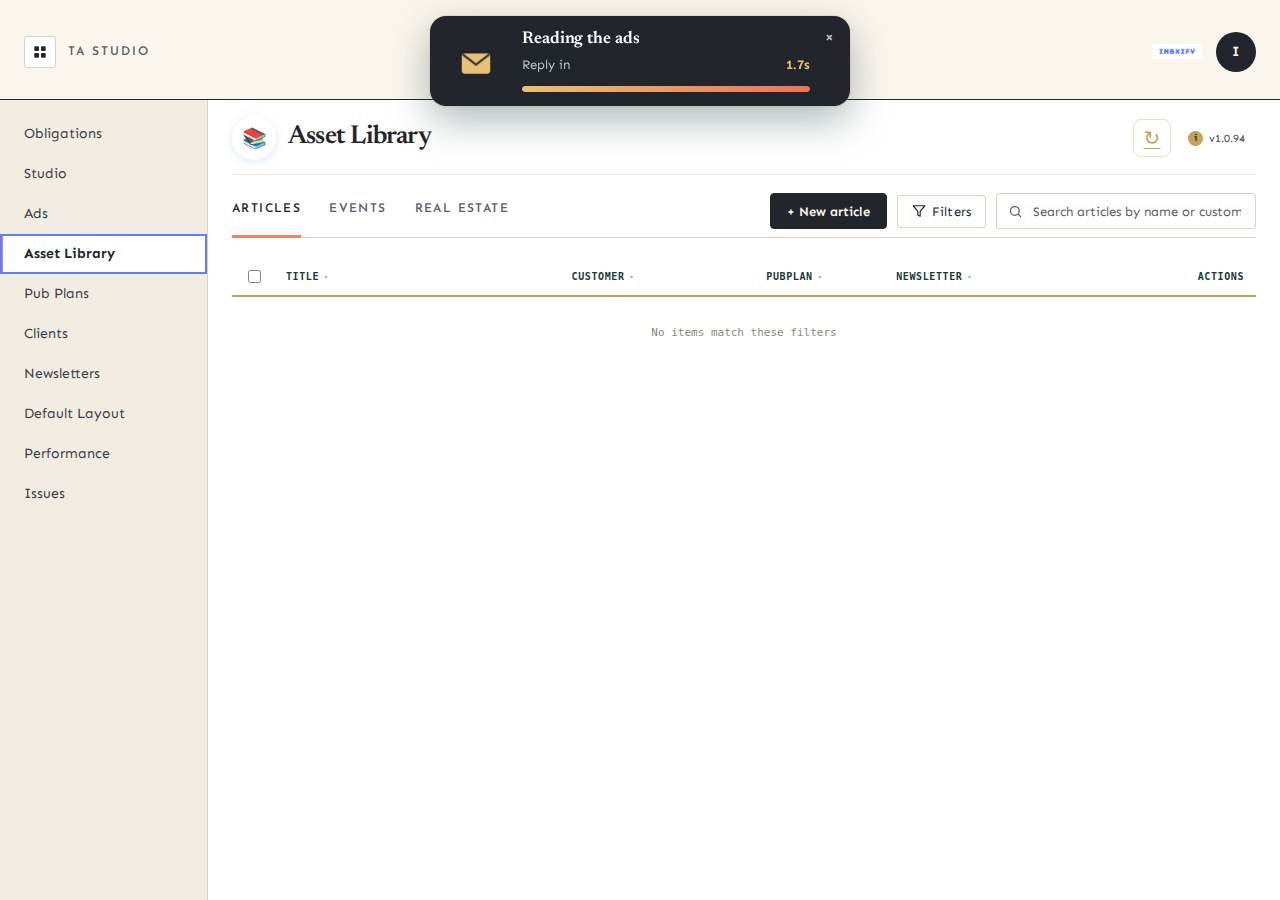 TA STUDIO
Reading the ads
×
Reply in
1.7s
INBXIFY
I
Obligations
Studio
Ads
Asset Library
Pub Plans
Clients
Newsletters
Default Layout
Performance
Issues
Asset Library
↻
i
v1.0.94
ARTICLES
EVENTS
REAL ESTATE
+ New article
Filters
Search articles by name or custom
TITLE
CUSTOMER
PUBPLAN
NEWSLETTER
ACTIONS
No items match these filters